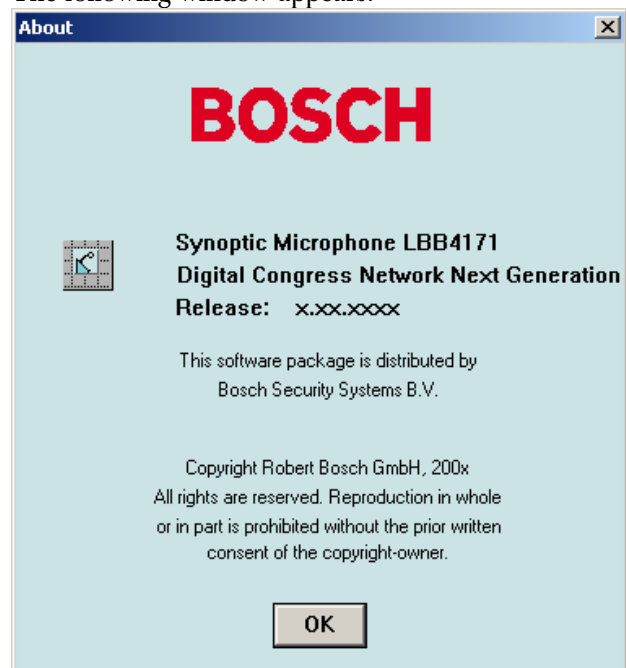 The following window appears:
About
BOSCH
Synoptic Microphone LBB4171
Digital Congress Network Next Generation
Release: x.xx.xxxx
This software package is distributed by
Bosch Security Systems B.V.
Copyright Robert Bosch GmbH, 200x
All rights are reserved. Reproduction in whole
or in part is prohibited without the prior written
consent of the copyright-owner.
OK